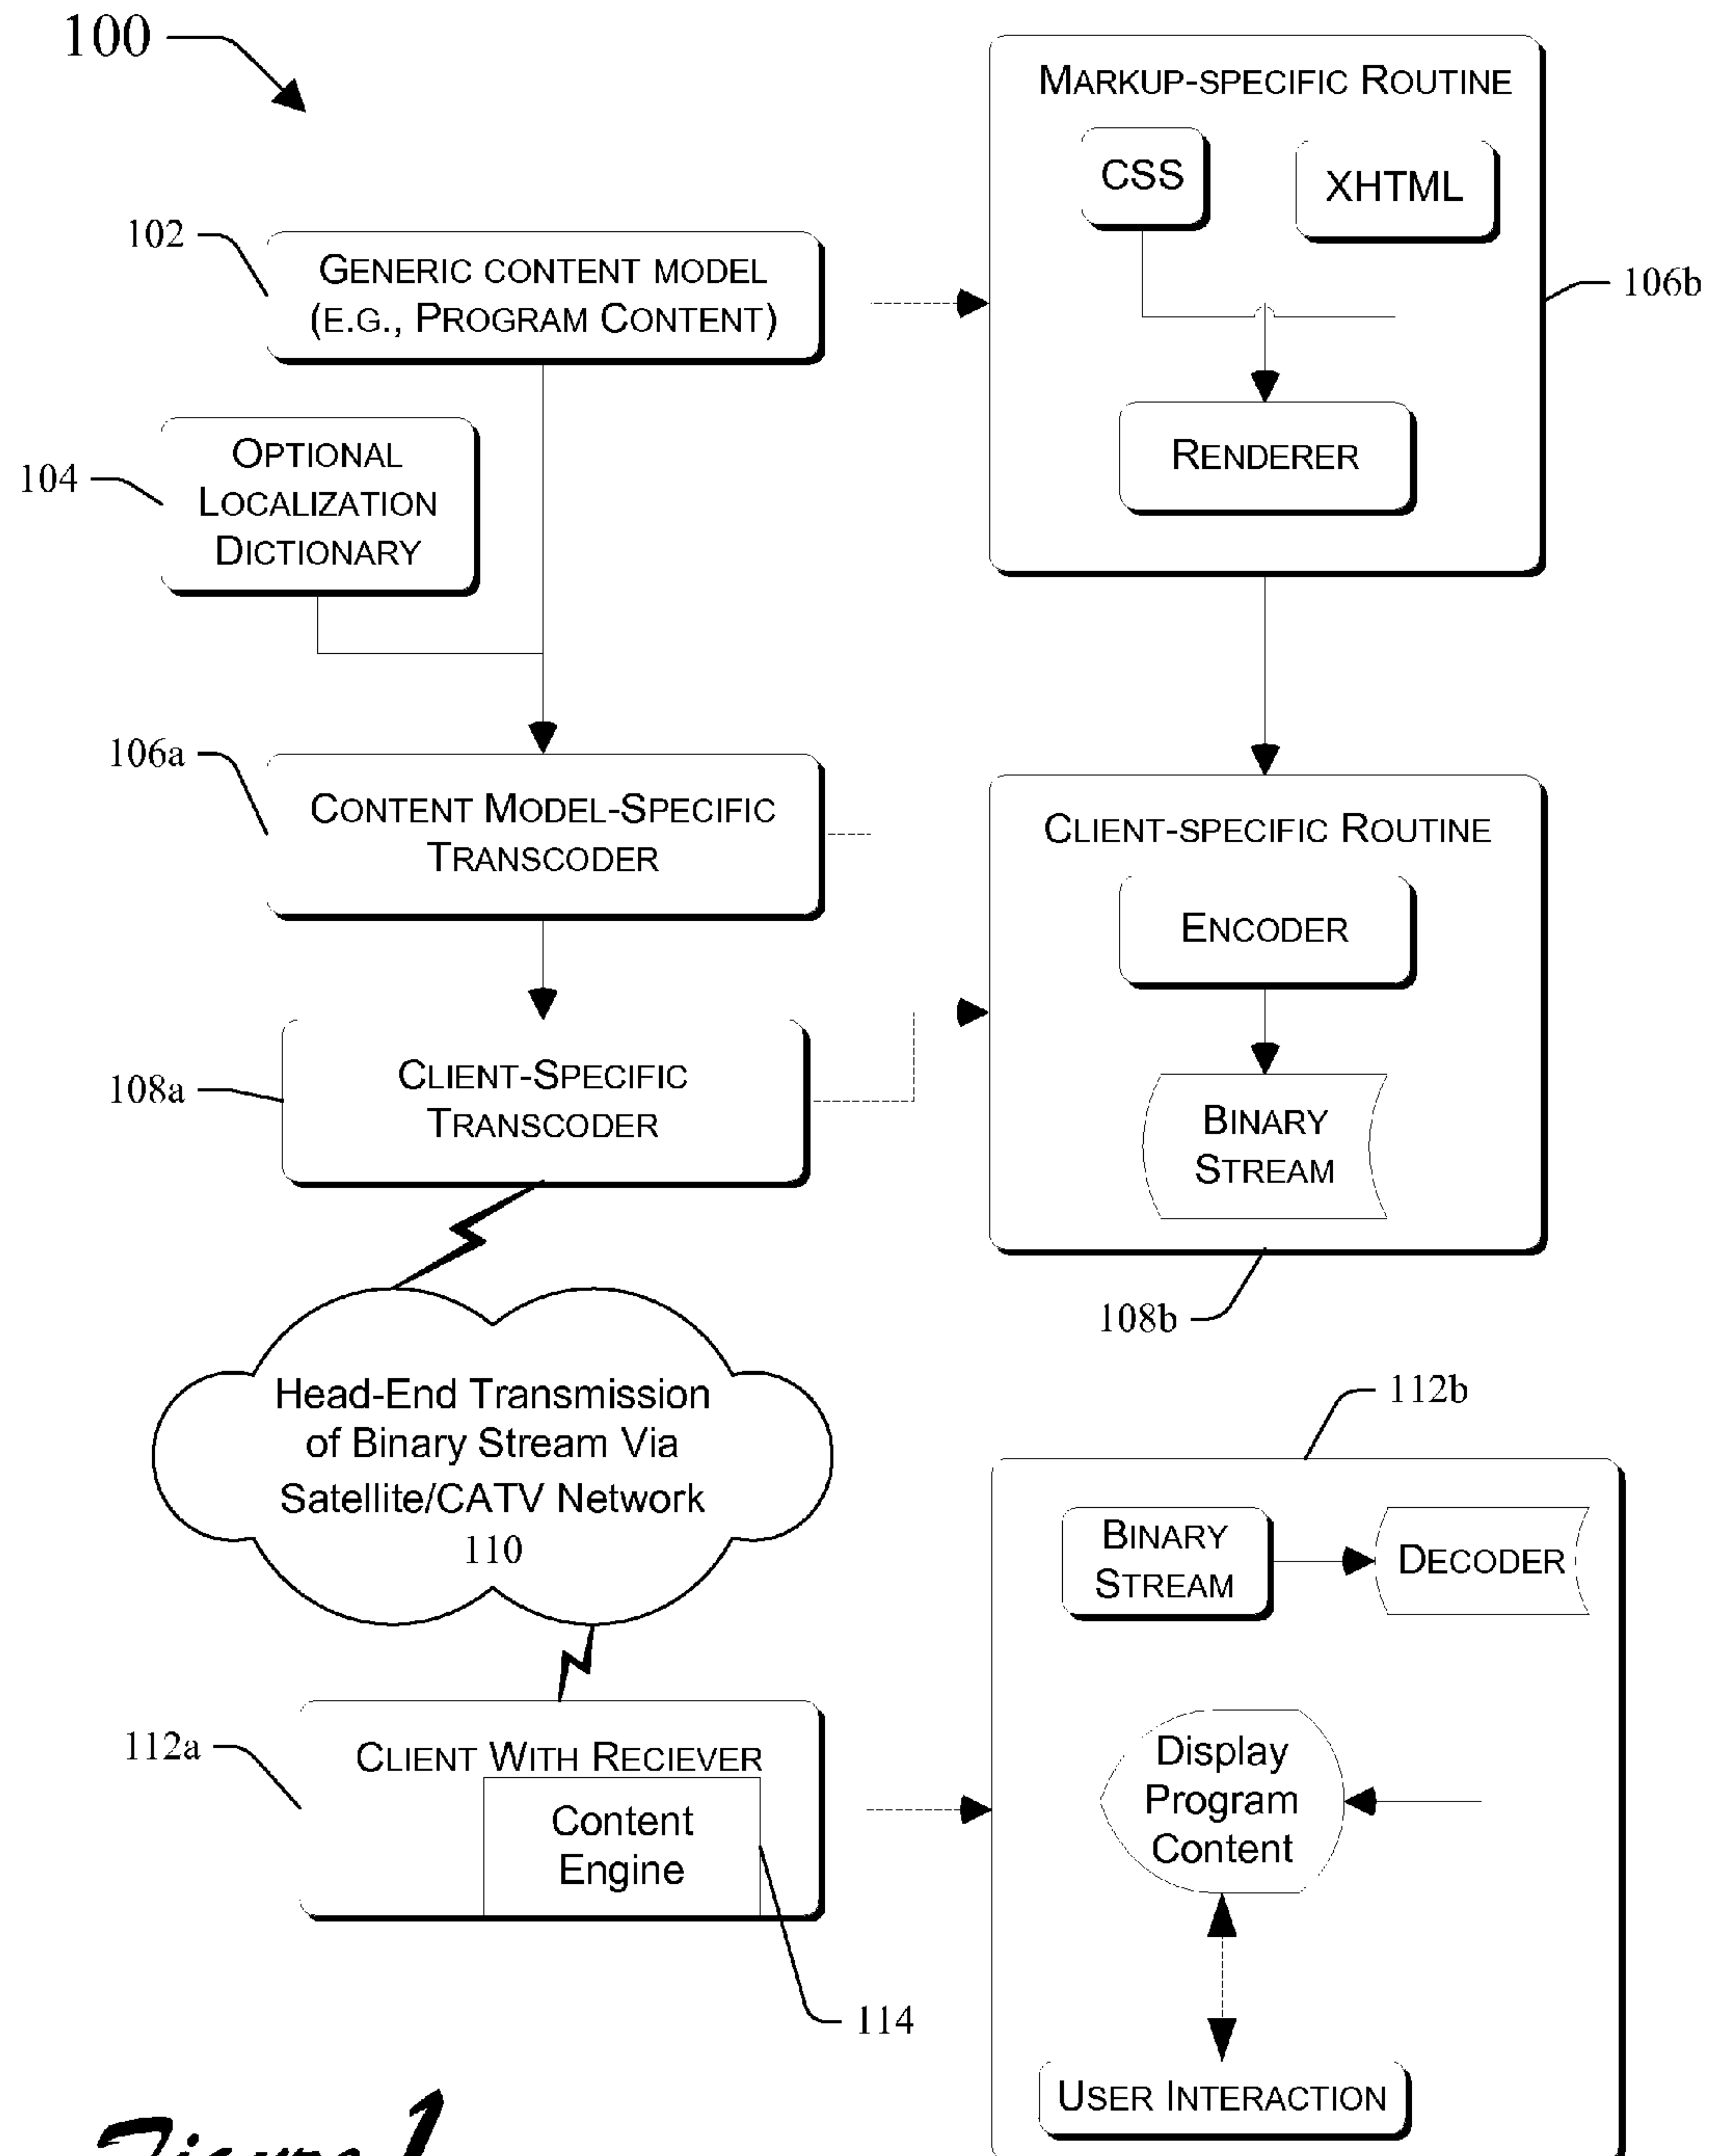 100
MARKUP-SPECIFIC ROUTINE
CSS
XHTML
106b
RENDERER
102
GENERIC CONTENT MODEL
(E.G., PROGRAM CONTENT)
104
OPTIONAL
LOCALIZATION
DICTIONARY
106a
CONTENT MODEL-SPECIFIC
TRANSCODER
CLIENT-SPECIFIC ROUTINE
ENCODER
BINARY
STREAM
108b
108a
CLIENT-SPECIFIC
TRANSCODER
Head-End Transmission
of Binary Stream Via
Satellite/CATV Network
110
112b
BINARY
STREAM
DECODER
Display
Program
Content
USER INTERACTION
112a
CLIENT WITH RECIEVER
Content
Engine
114
Figure 1